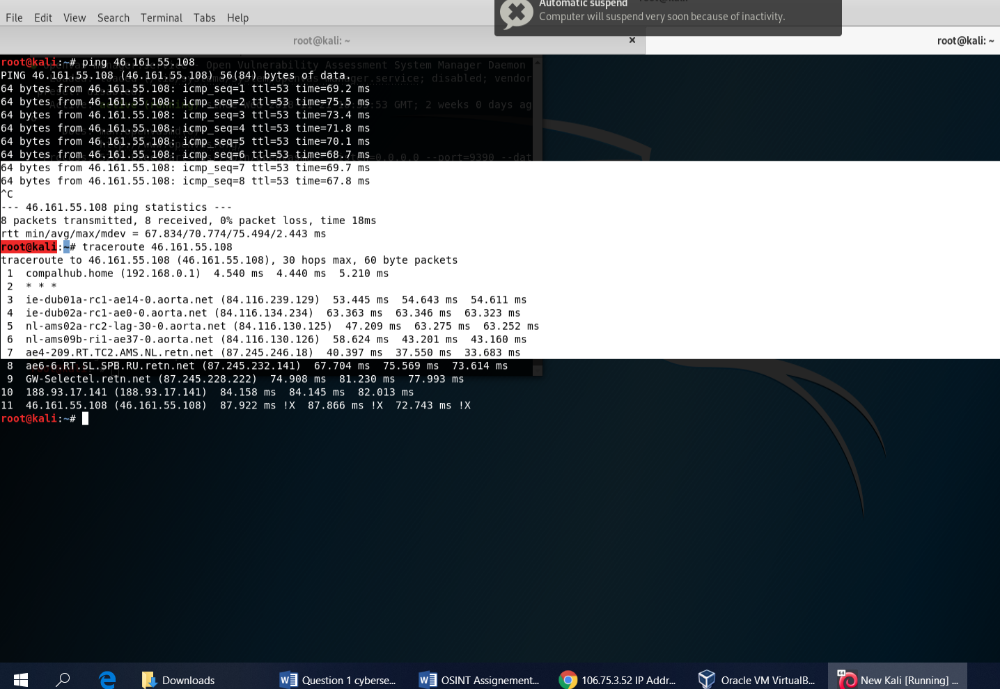 Automatic suspend
Computer will suspend very soon because of inactivity.
File Edit View Search Terminal Tabs Help
root@kali: ~ × root@kali: ~
root@kali:~# ping 46.161.55.108
PING 46.161.55.108 (46.161.55.108) 56(84) bytes of data.
64 bytes from 46.161.55.108: icmp_seq=1 ttl=53 time=69.2 ms
64 bytes from 46.161.55.108: icmp_seq=2 ttl=53 time=75.5 ms
64 bytes from 46.161.55.108: icmp_seq=3 ttl=53 time=73.4 ms
64 bytes from 46.161.55.108: icmp_seq=4 ttl=53 time=71.8 ms
64 bytes from 46.161.55.108: icmp_seq=5 ttl=53 time=70.1 ms
64 bytes from 46.161.55.108: icmp_seq=6 ttl=53 time=68.7 ms
64 bytes from 46.161.55.108: icmp_seq=7 ttl=53 time=69.7 ms
64 bytes from 46.161.55.108: icmp_seq=8 ttl=53 time=67.8 ms
^C
--- 46.161.55.108 ping statistics ---
8 packets transmitted, 8 received, 0% packet loss, time 18ms
rtt min/avg/max/mdev = 67.834/70.774/75.494/2.443 ms
root@kali:~# traceroute 46.161.55.108
traceroute to 46.161.55.108 (46.161.55.108), 30 hops max, 60 byte packets
1 compalhub.home (192.168.0.1) 4.540 ms 4.440 ms 5.210 ms
2 * * *
3 ie-dub01a-rc1-ae14-0.aorta.net (84.116.239.129) 53.445 ms 54.643 ms 54.611 ms
4 ie-dub02a-rc1-ae0-0.aorta.net (84.116.134.234) 63.363 ms 63.346 ms 63.323 ms
5 nl-ams02a-rc2-lag-30-0.aorta.net (84.116.130.125) 47.209 ms 63.275 ms 63.252 ms
6 nl-ams09b-ri1-ae37-0.aorta.net (84.116.130.126) 58.624 ms 43.201 ms 43.160 ms
7 ae4-209.RT.TC2.AMS.NL.retn.net (87.245.246.18) 40.397 ms 37.550 ms 33.683 ms
8 ae6-6.RT.SL.SPB.RU.retn.net (87.245.232.141) 67.704 ms 75.569 ms 73.614 ms
9 GW-Selectel.retn.net (87.245.228.222) 74.908 ms 81.230 ms 77.993 ms
10 188.93.17.141 (188.93.17.141) 84.158 ms 84.145 ms 82.013 ms
11 46.161.55.108 (46.161.55.108) 87.922 ms !X 87.866 ms !X 72.743 ms !X
root@kali:~#
- Open Vulnerability Assessment System Manager Daemon
disabled; vendor
GMT; 2 weeks 0 days ag
0.0.0.0 --port=9390 --dat
Downloads Question 1 cyberse... OSINT Assignement... 106.75.3.52 IP Addr... Oracle VM VirtualB... 64 New Kali [Running] ...